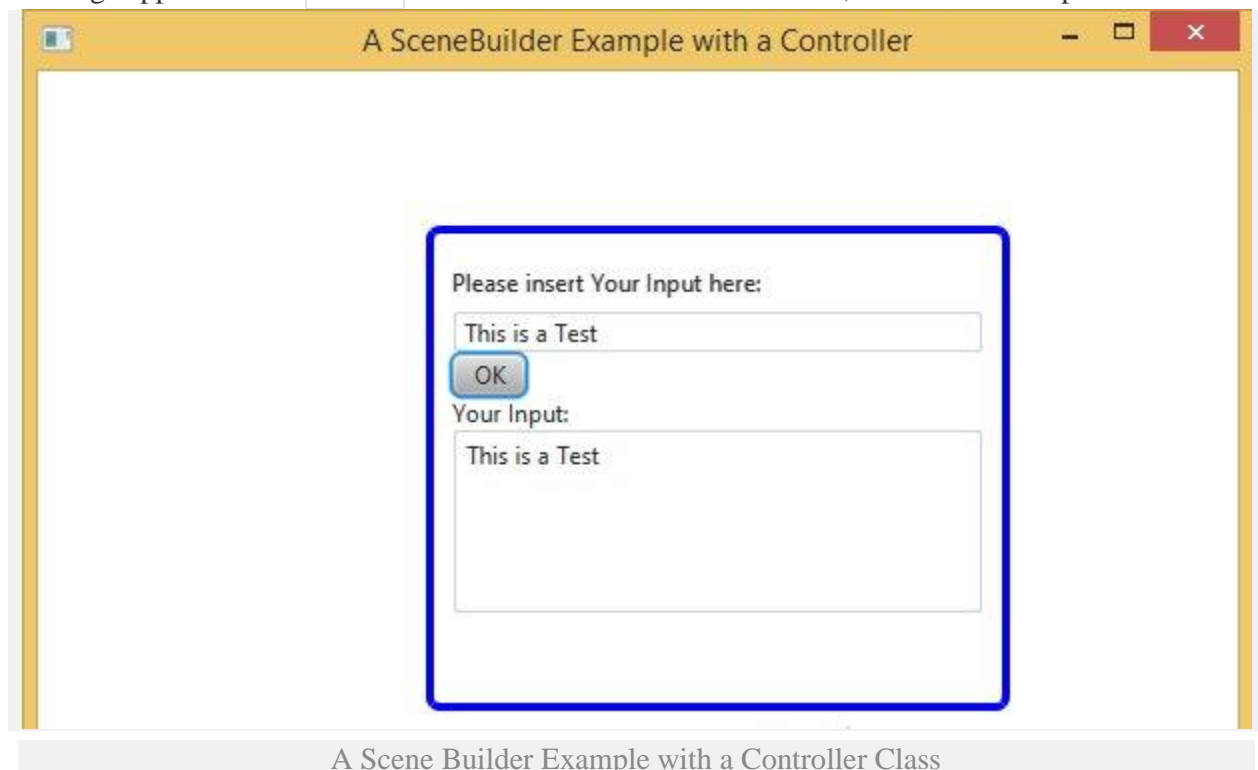 A SceneBuilder Example with a Controller
Please insert Your Input here:
This is a Test
OK
Your Input:
This is a Test
A Scene Builder Example with a Controller Class